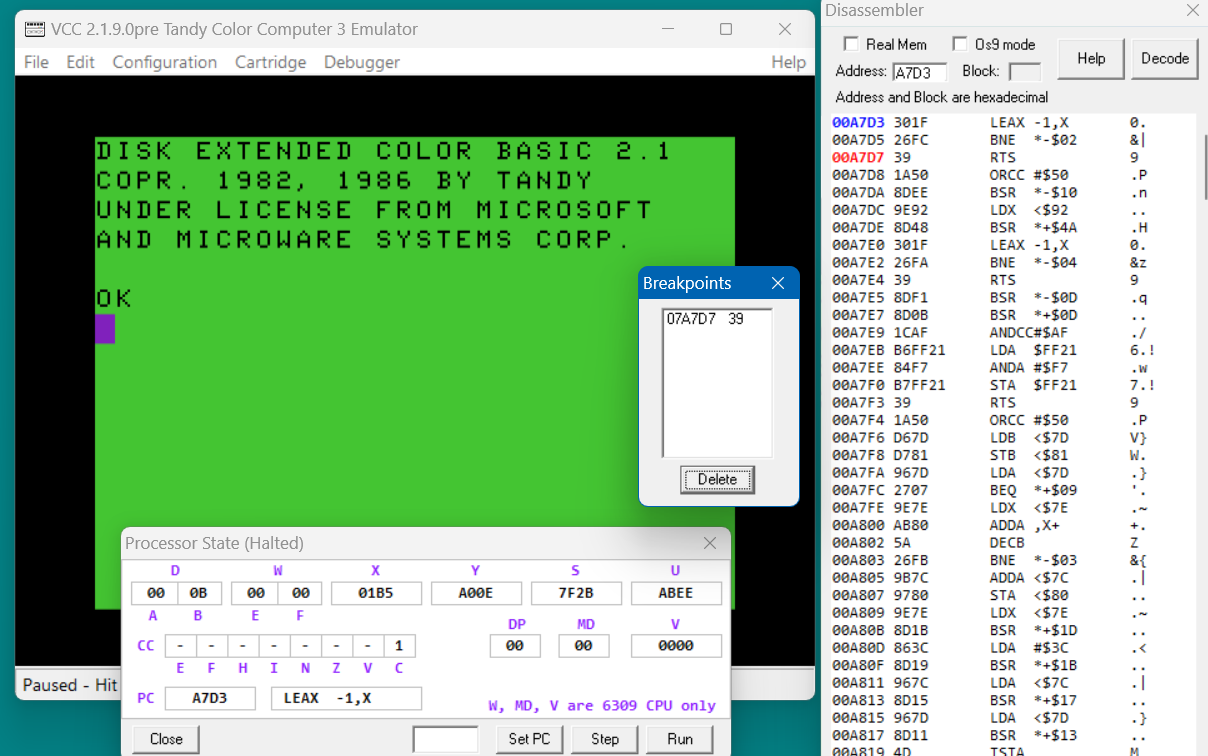 VCC 2.1.9.0pre Tandy Color Computer 3 Emulator
File Edit Configuration Cartridge Debugger Help
DISK EXTENDED COLOR BASIC 2.1
COPR. 1982, 1986 BY TANDY
UNDER LICENSE FROM MICROSOFT
AND MICROWARE SYSTEMS CORP.
OK
Paused - Hit
Breakpoints
07A7D7 39
Delete
Processor State (Halted)
D W X Y S U
00 0B 00 00 01B5 A00E 7F2B ABEE
A B E F
DP MD V
CC - - - - - - - 1 00 00 0000
E F H I N Z V C
PC A7D3 LEAX -1,X
W, MD, V are 6309 CPU only
Close Set PC Step Run
Disassembler
Real Mem Os9 mode
Address: A7D3 Block:
Help Decode
Address and Block are hexadecimal
00A7D3 301F LEAX -1,X 0.
00A7D5 26FC BNE *-$02 &|
00A7D7 39 RTS 9
00A7D8 1A50 ORCC #$50 .P
00A7DA 8DEE BSR *-$10 .n
00A7DC 9E92 LDX <$92 ..
00A7DE 8D48 BSR *+$4A .H
00A7E0 301F LEAX -1,X 0.
00A7E2 26FA BNE *-$04 &z
00A7E4 39 RTS 9
00A7E5 8DF1 BSR *-$0D .q
00A7E7 8D0B BSR *+$0D ..
00A7E9 1CAF ANDCC#$AF ./
00A7EB B6FF21 LDA $FF21 6.!
00A7EE 84F7 ANDA #$F7 .w
00A7F0 B7FF21 STA $FF21 7.!
00A7F3 39 RTS 9
00A7F4 1A50 ORCC #$50 .P
00A7F6 D67D LDB <$7D V}
00A7F8 D781 STB <$81 W.
00A7FA 967D LDA <$7D .}
00A7FC 2707 BEQ *+$09 '.
00A7FE 9E7E LDX <$7E .~
00A800 AB80 ADDA ,X+ +.
00A802 5A DECB Z
00A803 26FB BNE *-$03 &{
00A805 9B7C ADDA <$7C .|
00A807 9780 STA <$80 ..
00A809 9E7E LDX <$7E .~
00A80B 8D1B BSR *+$1D ..
00A80D 863C LDA #$3C .<
00A80F 8D19 BSR *+$1B ..
00A811 967C LDA <$7C .|
00A813 8D15 BSR *+$17 ..
00A815 967D LDA <$7D .}
00A817 8D11 BSR *+$13 ..
00A819 4D TSTA M